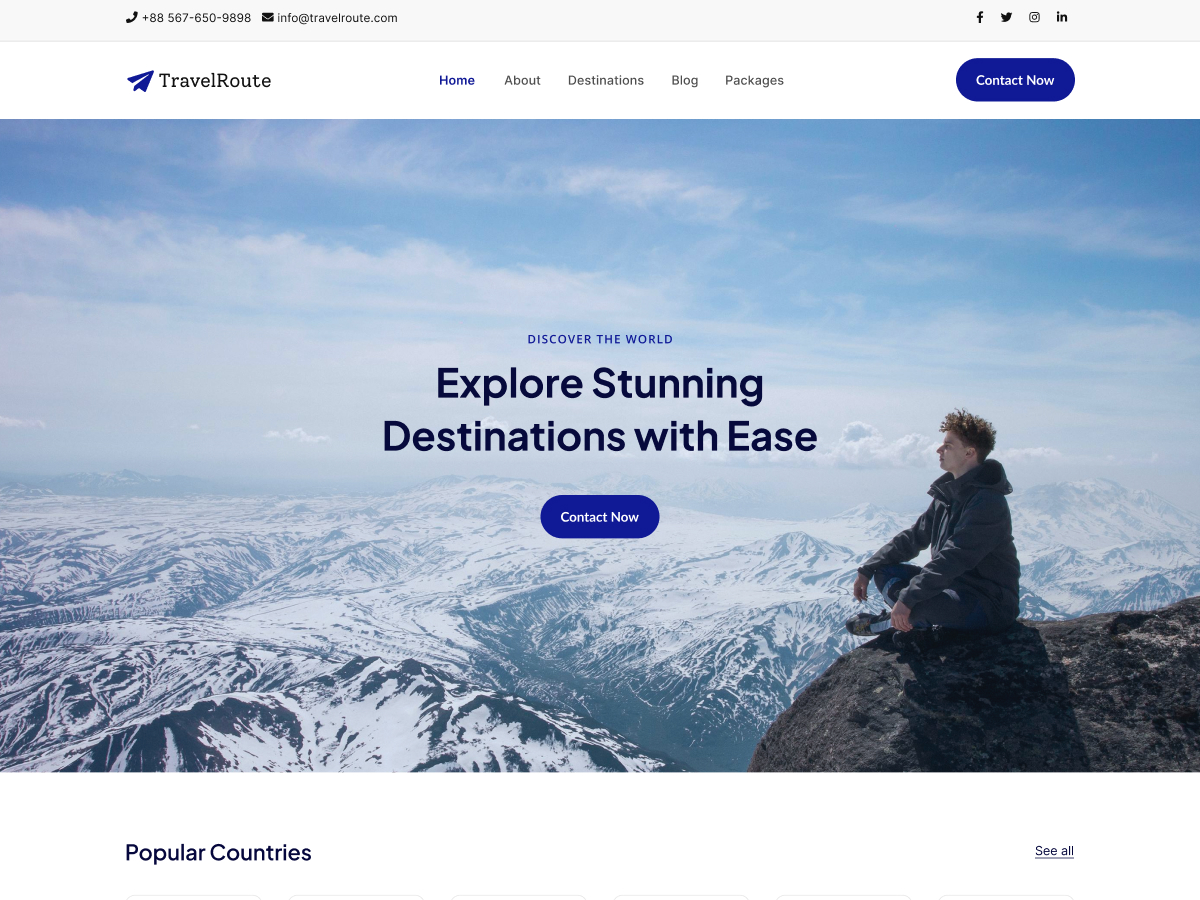 +88 567-650-9898 info@travelroute.com
TravelRoute
Home About Destinations Blog Packages
Contact Now
DISCOVER THE WORLD
Explore Stunning
Destinations with Ease
Contact Now
Popular Countries
See all